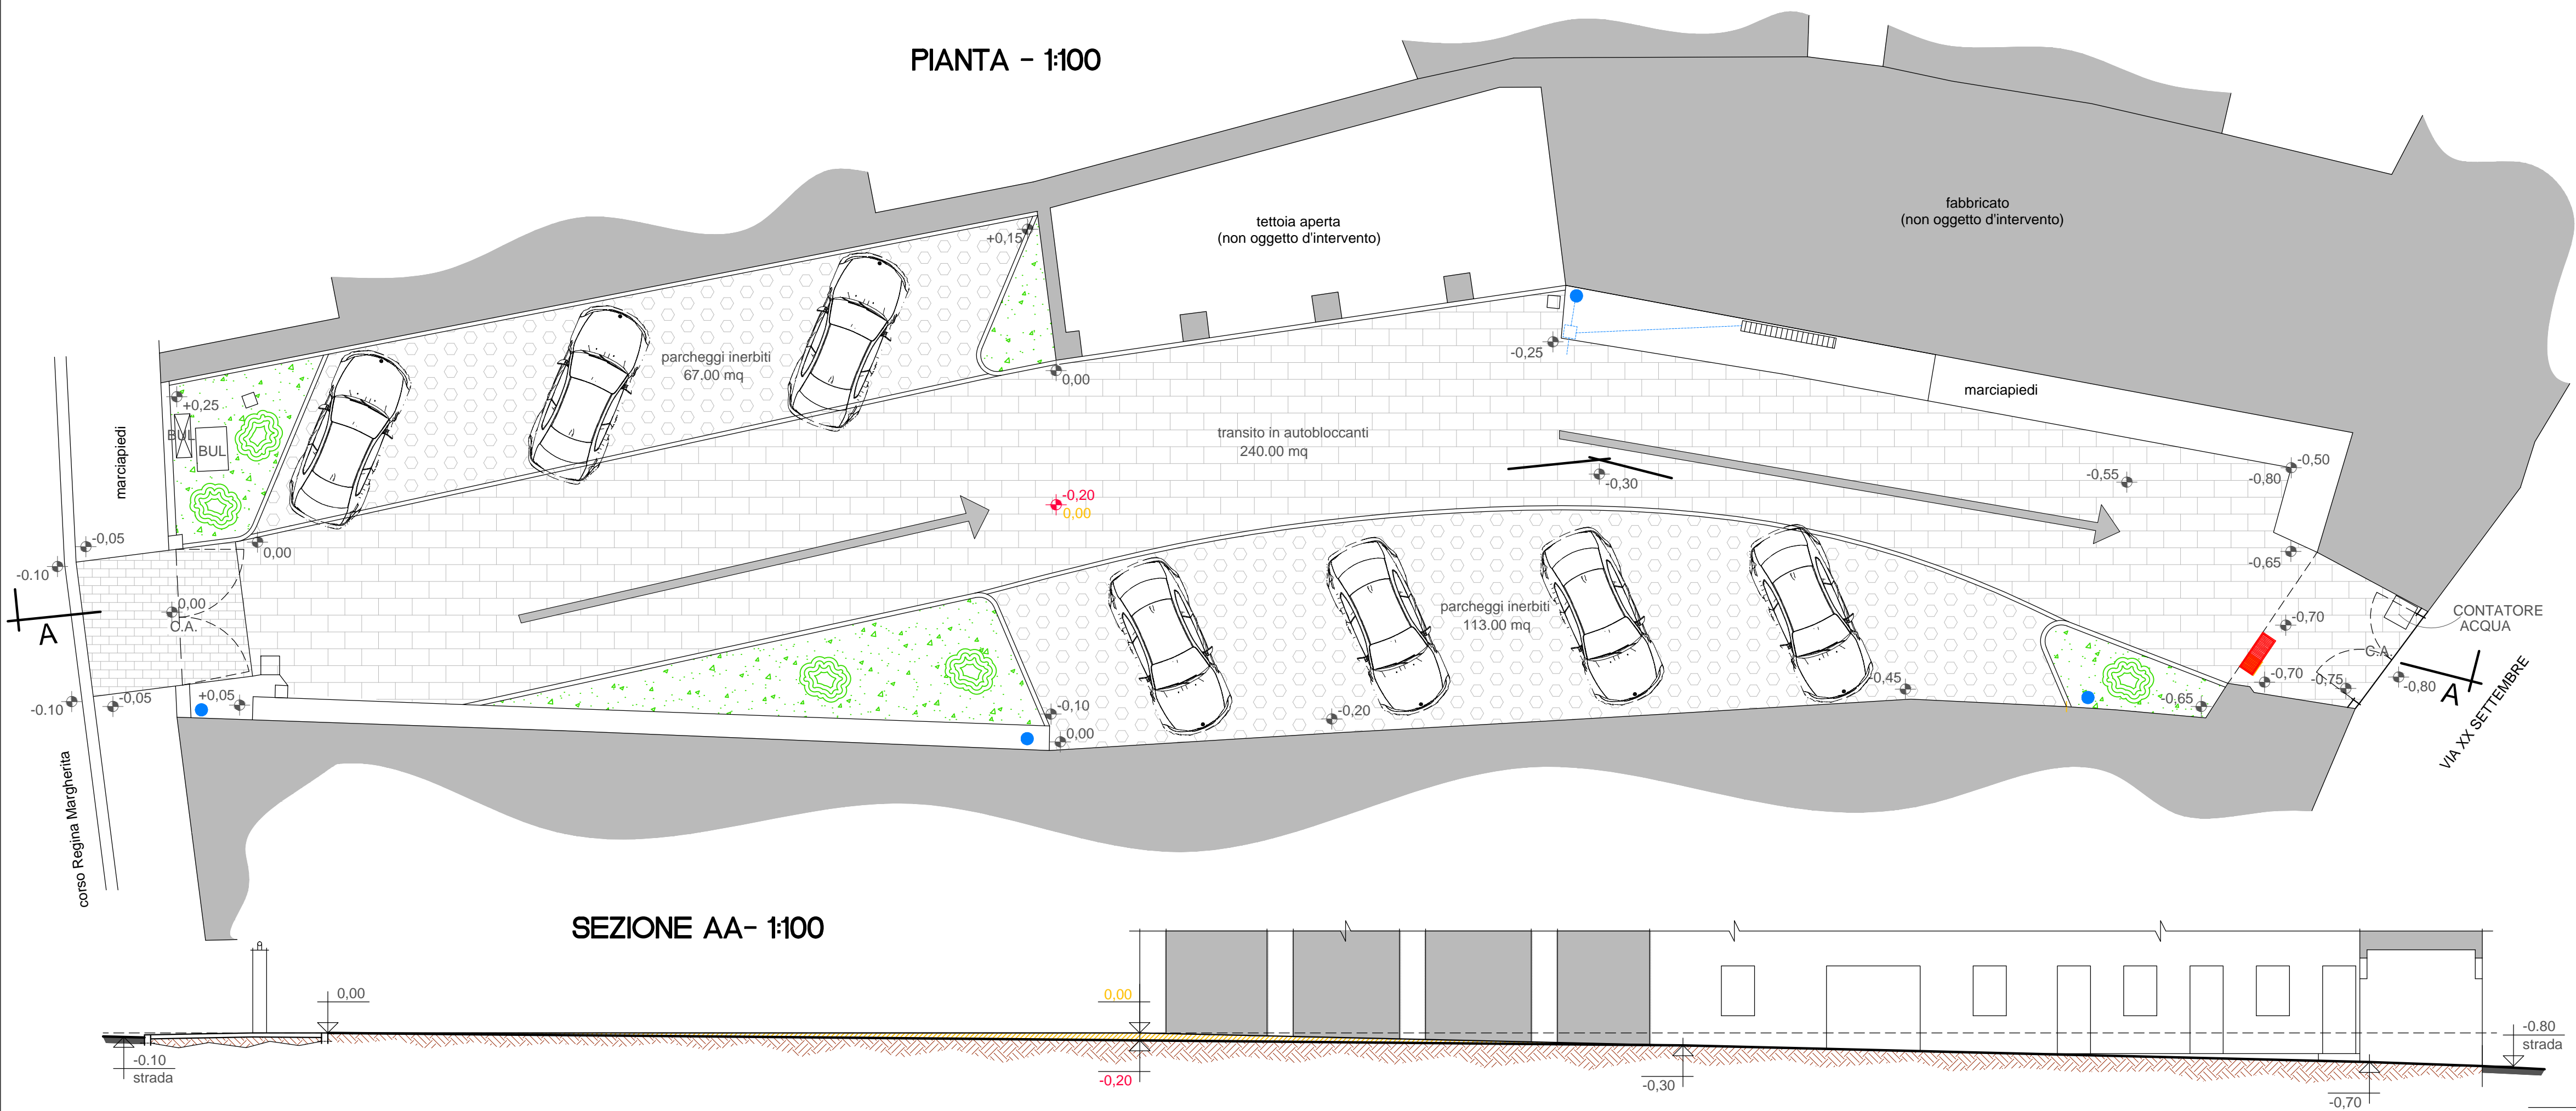 PIANTA - 1:100
fabbricato
(non oggetto d'intervento)
tettoia aperta
(non oggetto d'intervento)
+0,15
-0,25
parcheggi inerbiti
67.00 mq
0,00
marciapiedi
+0,25
BUL
BUL
marciapiedi
transito in autobloccanti
240.00 mq
-0,50
-0,80
-0,55
-0,30
-0,20
0,00
-0,05
0,00
-0.10
-0,65
0,00
C.A.
A
parcheggi inerbiti
113.00 mq
CONTATORE
ACQUA
-0,70
C.A.
-0,70
-0,75
-0,80
A
VIA XX SETTEMBRE
-0,45
-0,65
-0.10
-0,05
+0,05
-0,10
-0,20
0,00
corso Regina Margherita
SEZIONE AA- 1:100
0,00
0,00
-0.10
strada
-0,20
-0,30
-0.80
strada
-0,70